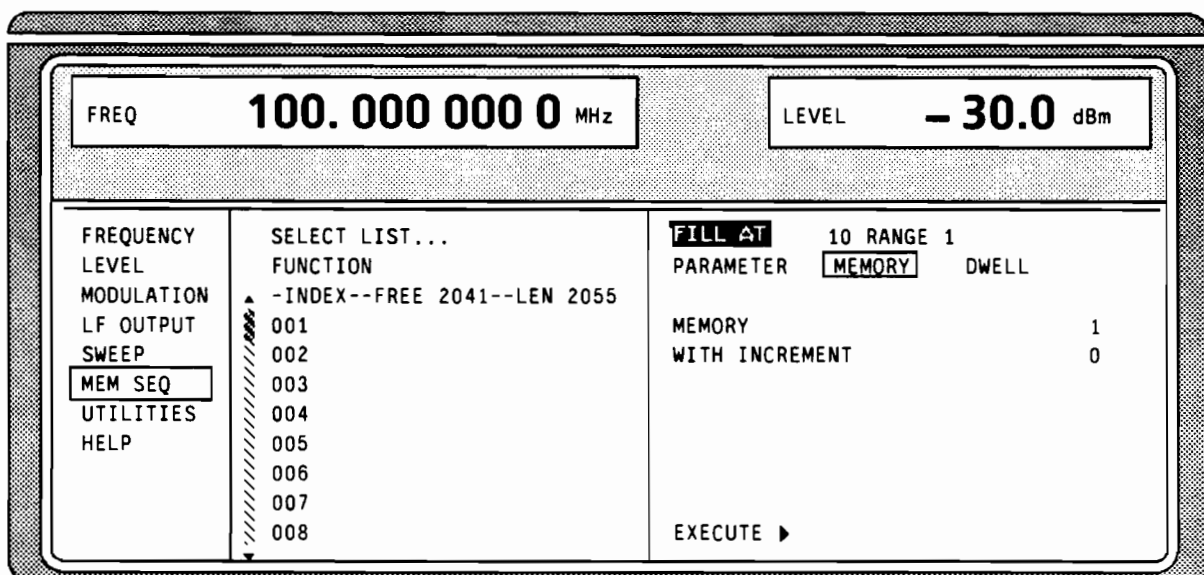 FREQ 100. 000 000 0 MHz
LEVEL – 30.0 dBm
FREQUENCY
LEVEL
MODULATION
LF OUTPUT
SWEEP
MEM SEQ
UTILITIES
HELP
SELECT LIST...
FUNCTION
-INDEX--FREE 2041--LEN 2055
001
002
003
004
005
006
007
008
FILL AT 10 RANGE 1
PARAMETER MEMORY DWELL
MEMORY 1
WITH INCREMENT 0
EXECUTE ▶